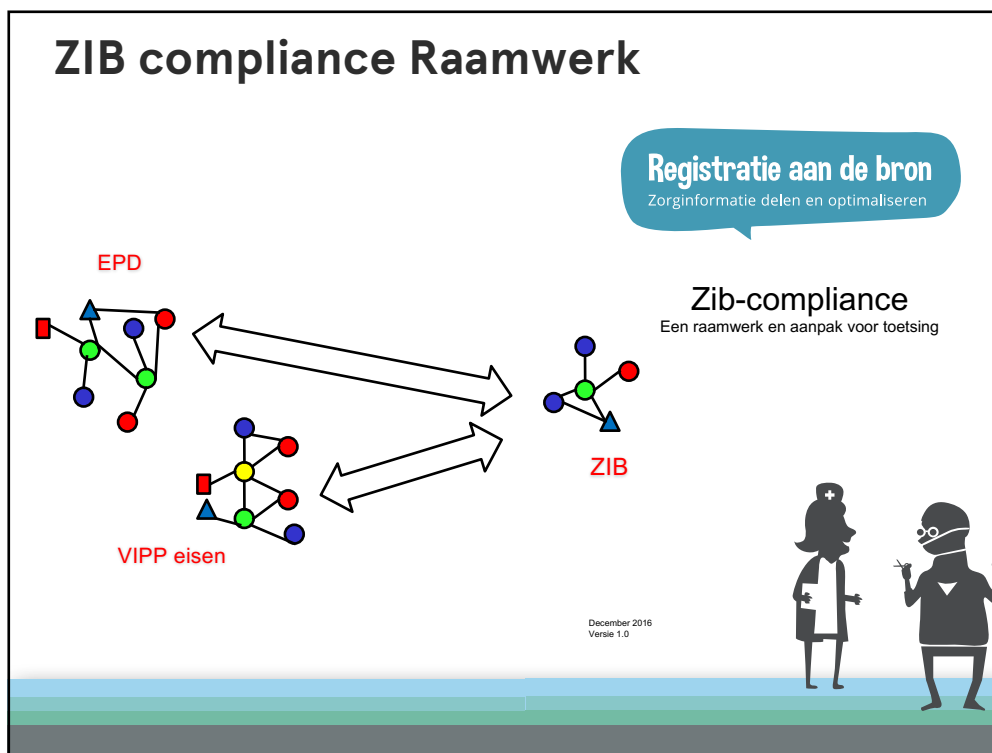 ZIB compliance Raamwerk
Registratie aan de bron
Zorginformatie delen en optimaliseren
EPD
Zib-compliance
Een raamwerk en aanpak voor toetsing
ZIB
VIPP eisen
December 2016
Versie 1.0